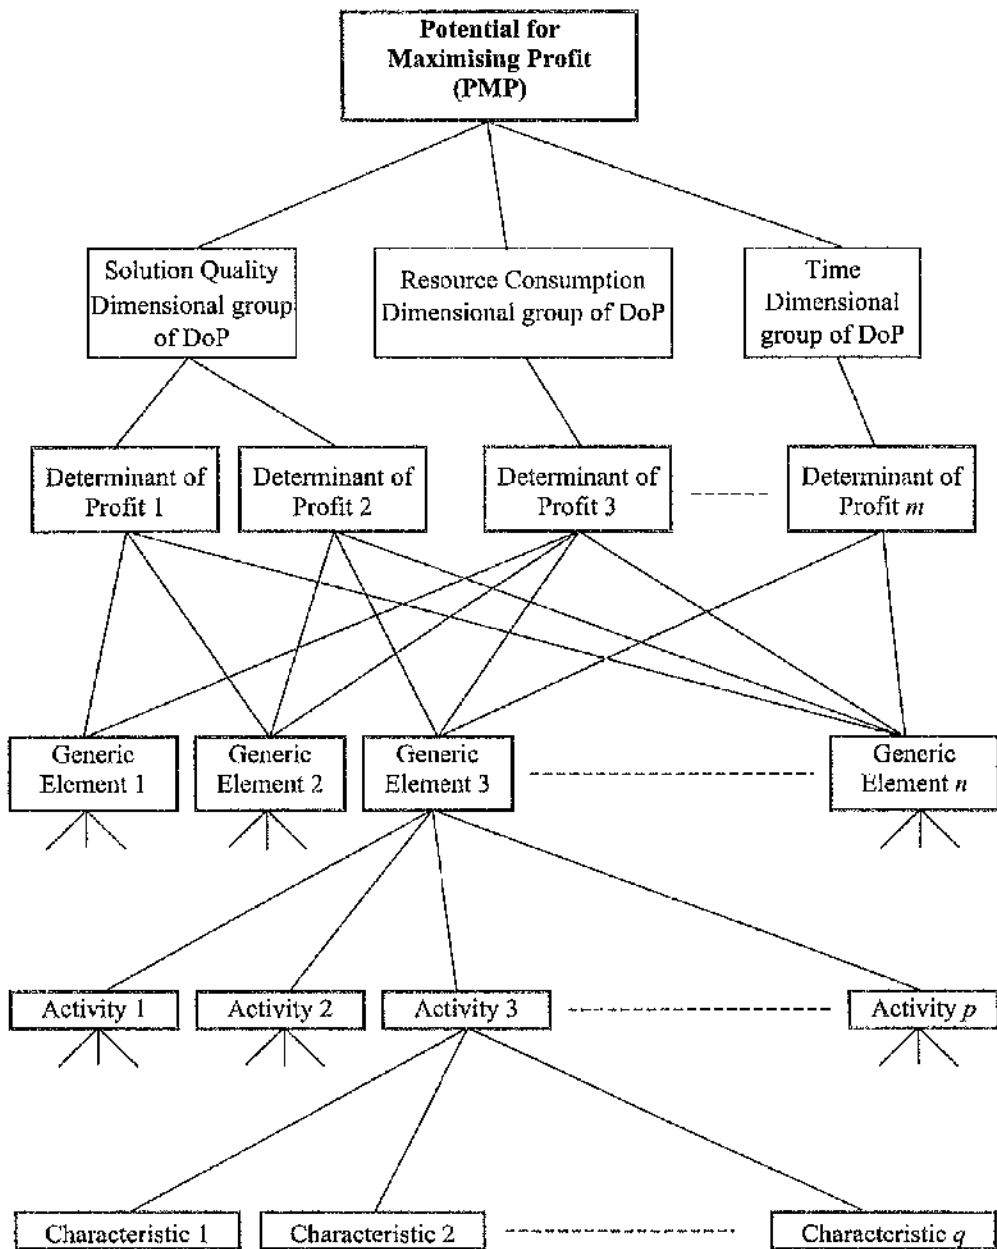 Potential for
Maximising Profit
(PMP)
Solution Quality
Dimensional group
of DoP
Resource Consumption
Dimensional group of DoP
Time
Dimensional
group of DoP
Determinant of
Profit 1
Determinant of
Profit 2
Determinant of
Profit 3
Determinant of
Profit m
Generic
Element 1
Generic
Element 2
Generic
Element 3
Generic
Element n
Activity 1
Activity 2
Activity 3
Activity p
Characteristic 1
Characteristic 2
Characteristic q